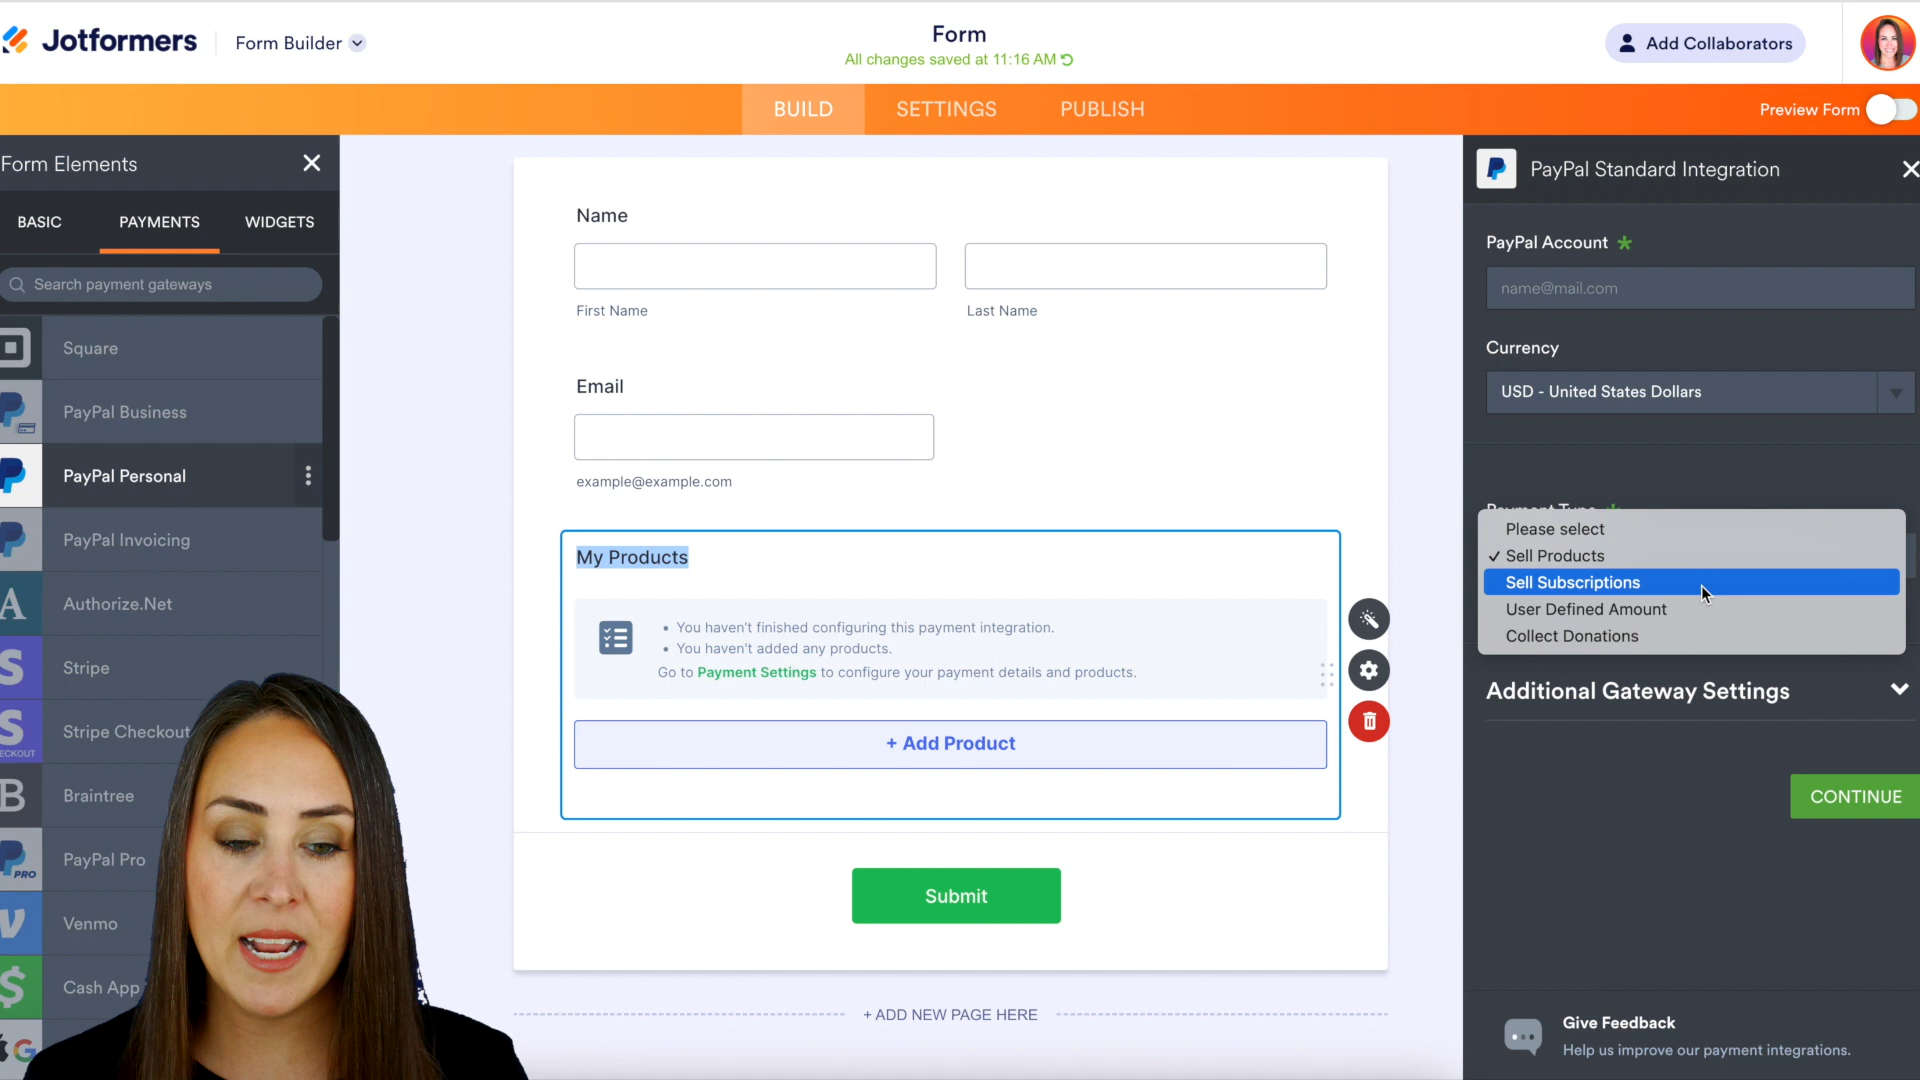 Jotformers
Form Builder
Form
All changes saved at 11:16 AM
Add Collaborators
BUILD
SETTINGS
PUBLISH
Preview Form
Form Elements
BASIC
PAYMENTS
WIDGETS
Search payment gateways
Square
PayPal Business
PayPal Personal
PayPal Invoicing
Authorize.Net
Stripe
Stripe Checkout
ECKOUT
Braintree
PayPal Pro
PRO
Venmo
Cash App
Name
First Name
Last Name
Email
example@example.com
My Products
• You haven't finished configuring this payment integration.
• You haven't added any products.
Go to Payment Settings to configure your payment details and products.
+ Add Product
Submit
+ ADD NEW PAGE HERE
PayPal Standard Integration
PayPal Account *
name@mail.com
Currency
USD - United States Dollars
Payment Type *
Please select
✓ Sell Products
Sell Subscriptions
User Defined Amount
Collect Donations
Additional Gateway Settings
CONTINUE
Give Feedback
Help us improve our payment integrations.